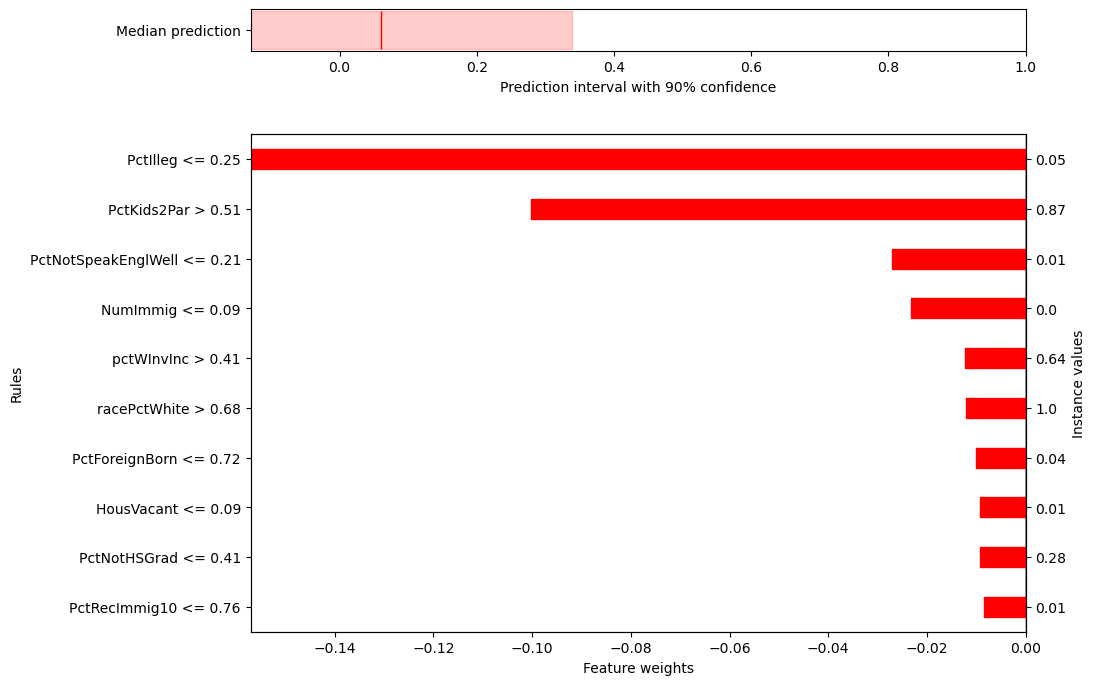 Median prediction
0.0 0.2 0.4 0.6 0.8 1.0
Prediction interval with 90% confidence
PctIlleg <= 0.25 0.05
PctKids2Par > 0.51 0.87
PctNotSpeakEnglWell <= 0.21 0.01
NumImmig <= 0.09 0.0
pctWInvInc > 0.41 0.64
racePctWhite > 0.68 1.0
PctForeignBorn <= 0.72 0.04
HousVacant <= 0.09 0.01
PctNotHSGrad <= 0.41 0.28
PctRecImmig10 <= 0.76 0.01
Rules
Instance values
−0.14 −0.12 −0.10 −0.08 −0.06 −0.04 −0.02 0.00
Feature weights